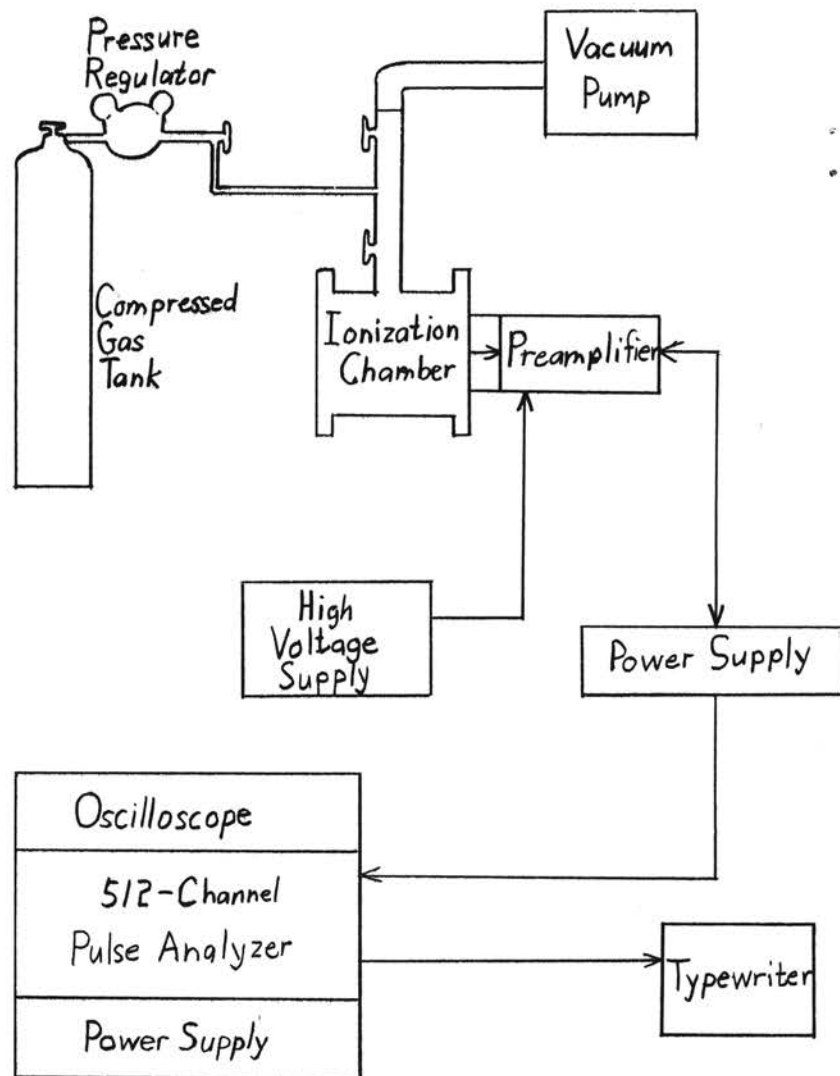 Pressure
Regulator
Vacuum
Pump
Compressed
Gas
Tank
Ionization
Chamber
Preamplifier
High
Voltage
Supply
Power Supply
Oscilloscope
512-Channel
Pulse Analyzer
Power Supply
Typewriter